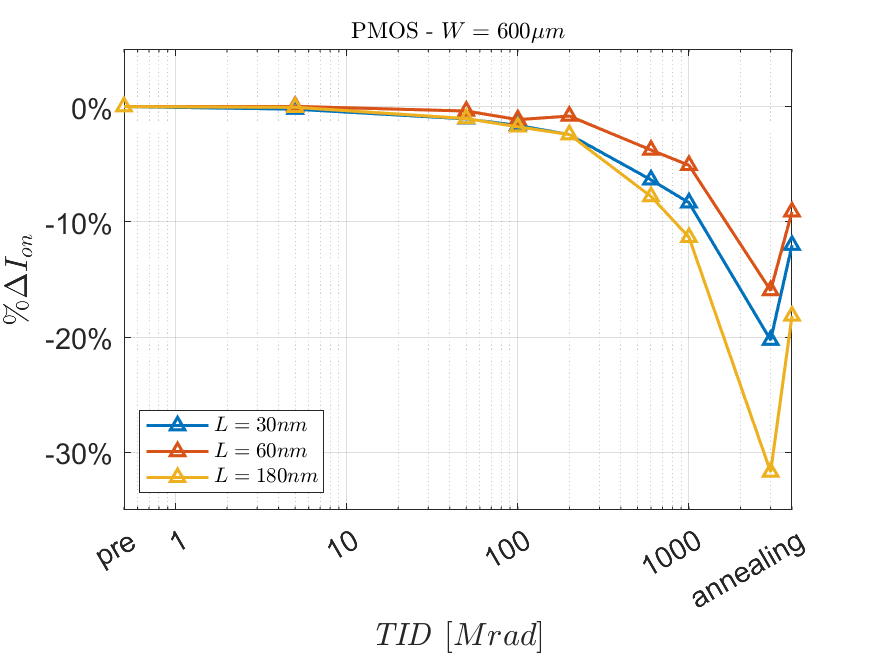 PMOS - W = 600μm
0%
-10%
-20%
-30%
%ΔI_on
L = 30nm
L = 60nm
L = 180nm
pre 1 10 100 1000 annealing
TID [Mrad]